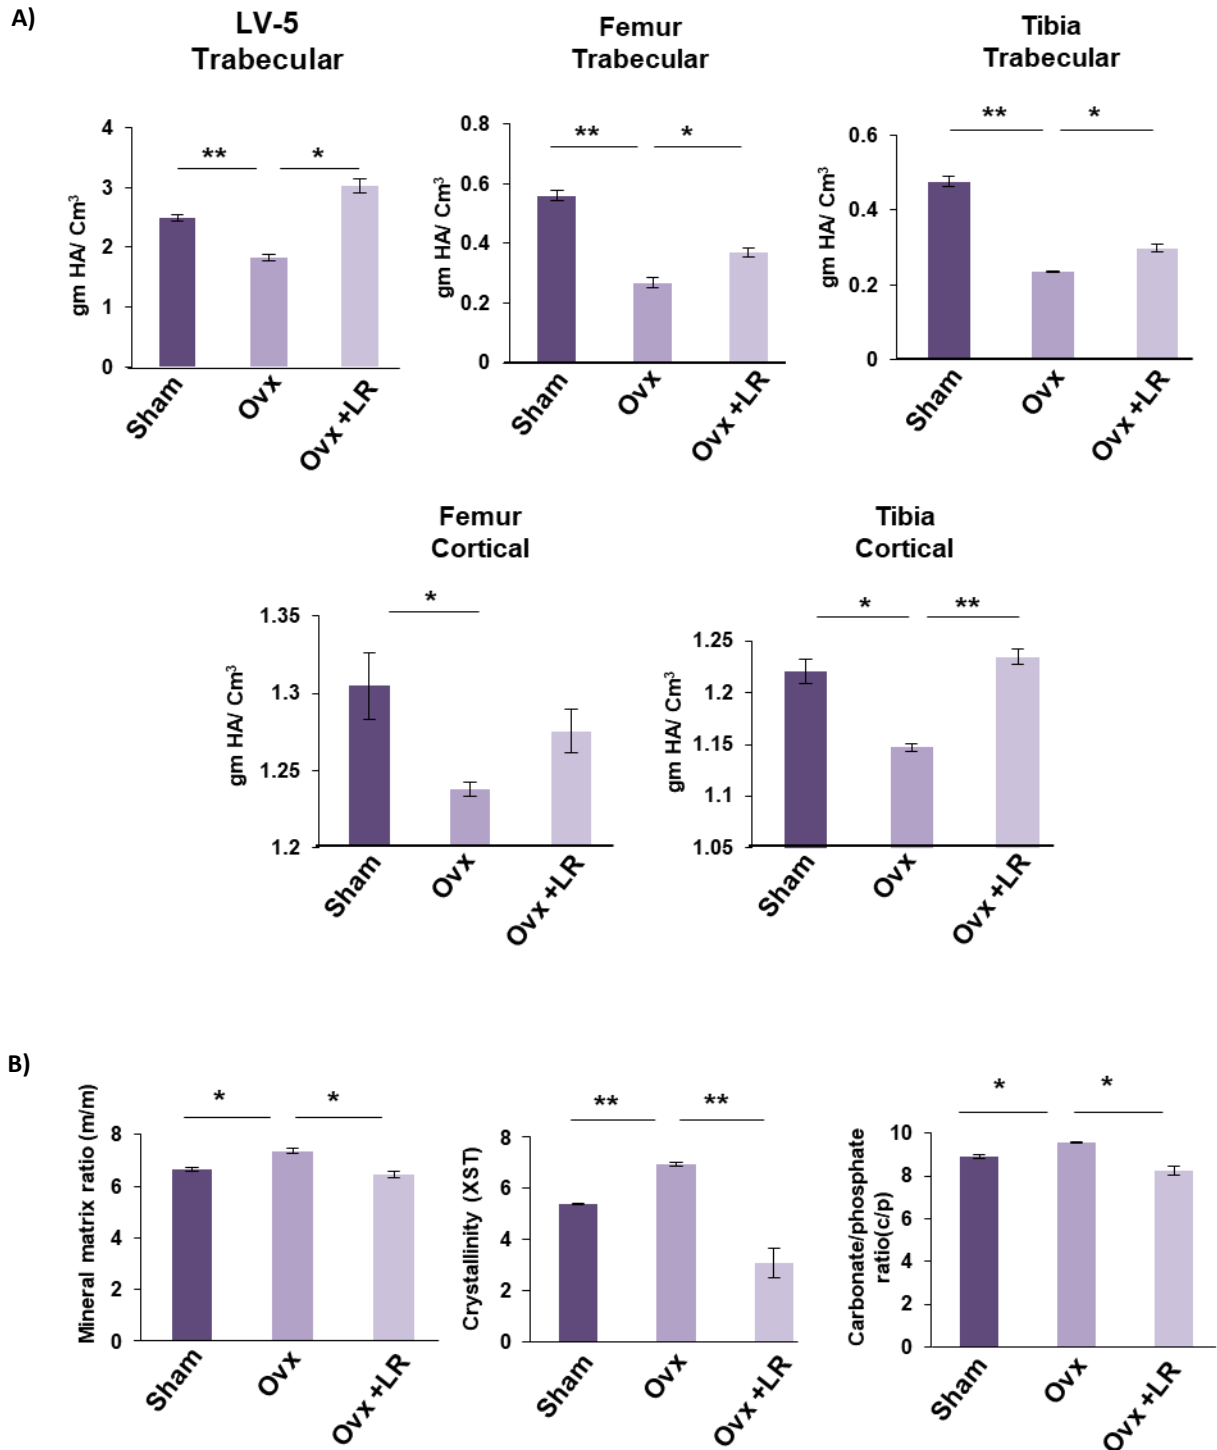 A)
LV-5
Trabecular
gm HA/ Cm³
4
3
2
1
0
**
*
Sham
Ovx
Ovx +LR
Femur
Trabecular
gm HA/ Cm³
0.8
0.6
0.4
0.2
0
**
*
Sham
Ovx
Ovx +LR
Tibia
Trabecular
gm HA/ Cm³
0.6
0.4
0.2
0
**
*
Sham
Ovx
Ovx +LR
Femur
Cortical
gm HA/ Cm³
1.35
1.3
1.25
1.2
*
Sham
Ovx
Ovx +LR
Tibia
Cortical
gm HA/ Cm³
1.25
1.2
1.15
1.1
1.05
*
**
Sham
Ovx
Ovx +LR
B)
Mineral matrix ratio (m/m)
8
6
4
2
0
*
*
Sham
Ovx
Ovx +LR
Crystallinity (XST)
8
6
4
2
0
**
**
Sham
Ovx
Ovx +LR
Carbonate/phosphate
ratio(c/p)
10
8
6
4
2
0
*
*
Sham
Ovx
Ovx +LR